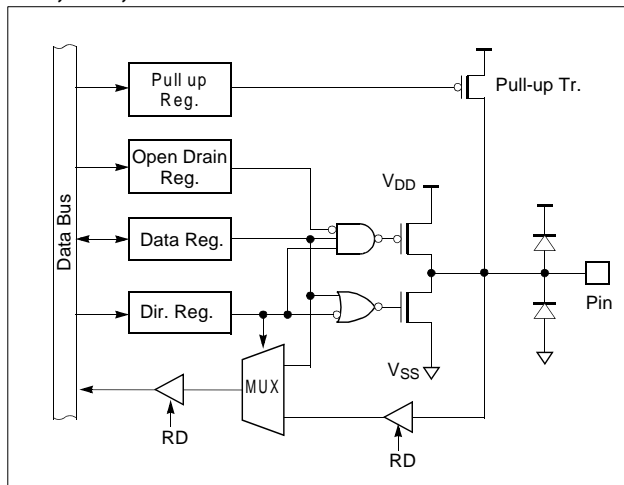 Pull up
Reg.
Pull-up Tr.
Open Drain
Reg.
VDD
Data Bus
Data Reg.
Dir. Reg.
Pin
VSS
MUX
RD
RD